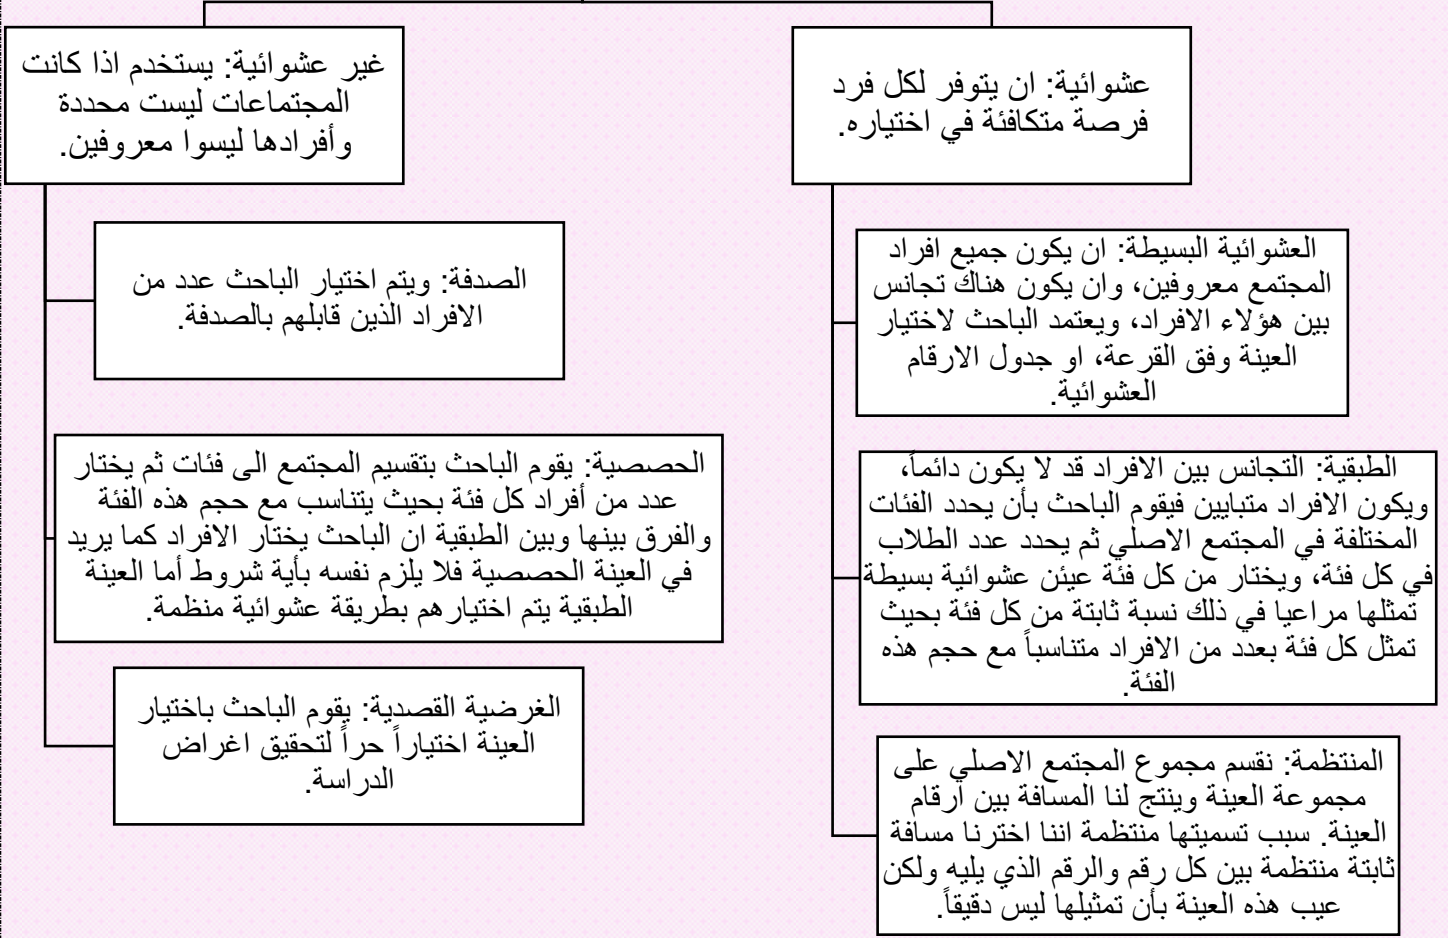 عشوائية: ان يتوفر لكل فرد
فرصة متكافئة في اختياره.
العشوائية البسيطة: ان يكون جميع افراد
المجتمع معروفين، وان يكون هناك تجانس
بين هؤلاء الافراد، ويعتمد الباحث لاختيار
العينة وفق القرعة، او جدول الارقام
العشوائية.
الطبقية: التجانس بين الافراد قد لا يكون دائماً،
ويكون الافراد متبايين فيقوم الباحث بأن يحدد الفئات
المختلفة في المجتمع الاصلي ثم يحدد عدد الطلاب
في كل فئة، ويختار من كل فئة عيئن عشوائية بسيطة
تمثلها مراعيا في ذلك نسبة ثابتة من كل فئة بحيث
تمثل كل فئة بعدد من الافراد متناسباً مع حجم هذه
الفئة.
المنتظمة: نقسم مجموع المجتمع الاصلي على
مجموعة العينة وينتج لنا المسافة بين ارقام
العينة. سبب تسميتها منتظمة اننا اخترنا مسافة
ثابتة منتظمة بين كل رقم والرقم الذي يليه ولكن
عيب هذه العينة بأن تمثيلها ليس دقيقاً.
غير عشوائية: يستخدم اذا كانت
المجتماعات ليست محددة
وأفرادها ليسوا معروفين.
الصدفة: ويتم اختيار الباحث عدد من
الافراد الذين قابلهم بالصدفة.
الحصصية: يقوم الباحث بتقسيم المجتمع الى فئات ثم يختار
عدد من أفراد كل فئة بحيث يتناسب مع حجم هذه الفئة
والفرق بينها وبين الطبقية ان الباحث يختار الافراد كما يريد
في العينة الحصصية فلا يلزم نفسه بأية شروط أما العينة
الطبقية يتم اختيارهم بطريقة عشوائية منظمة.
الغرضية القصدية: يقوم الباحث باختيار
العينة اختياراً حراً لتحقيق اغراض
الدراسة.